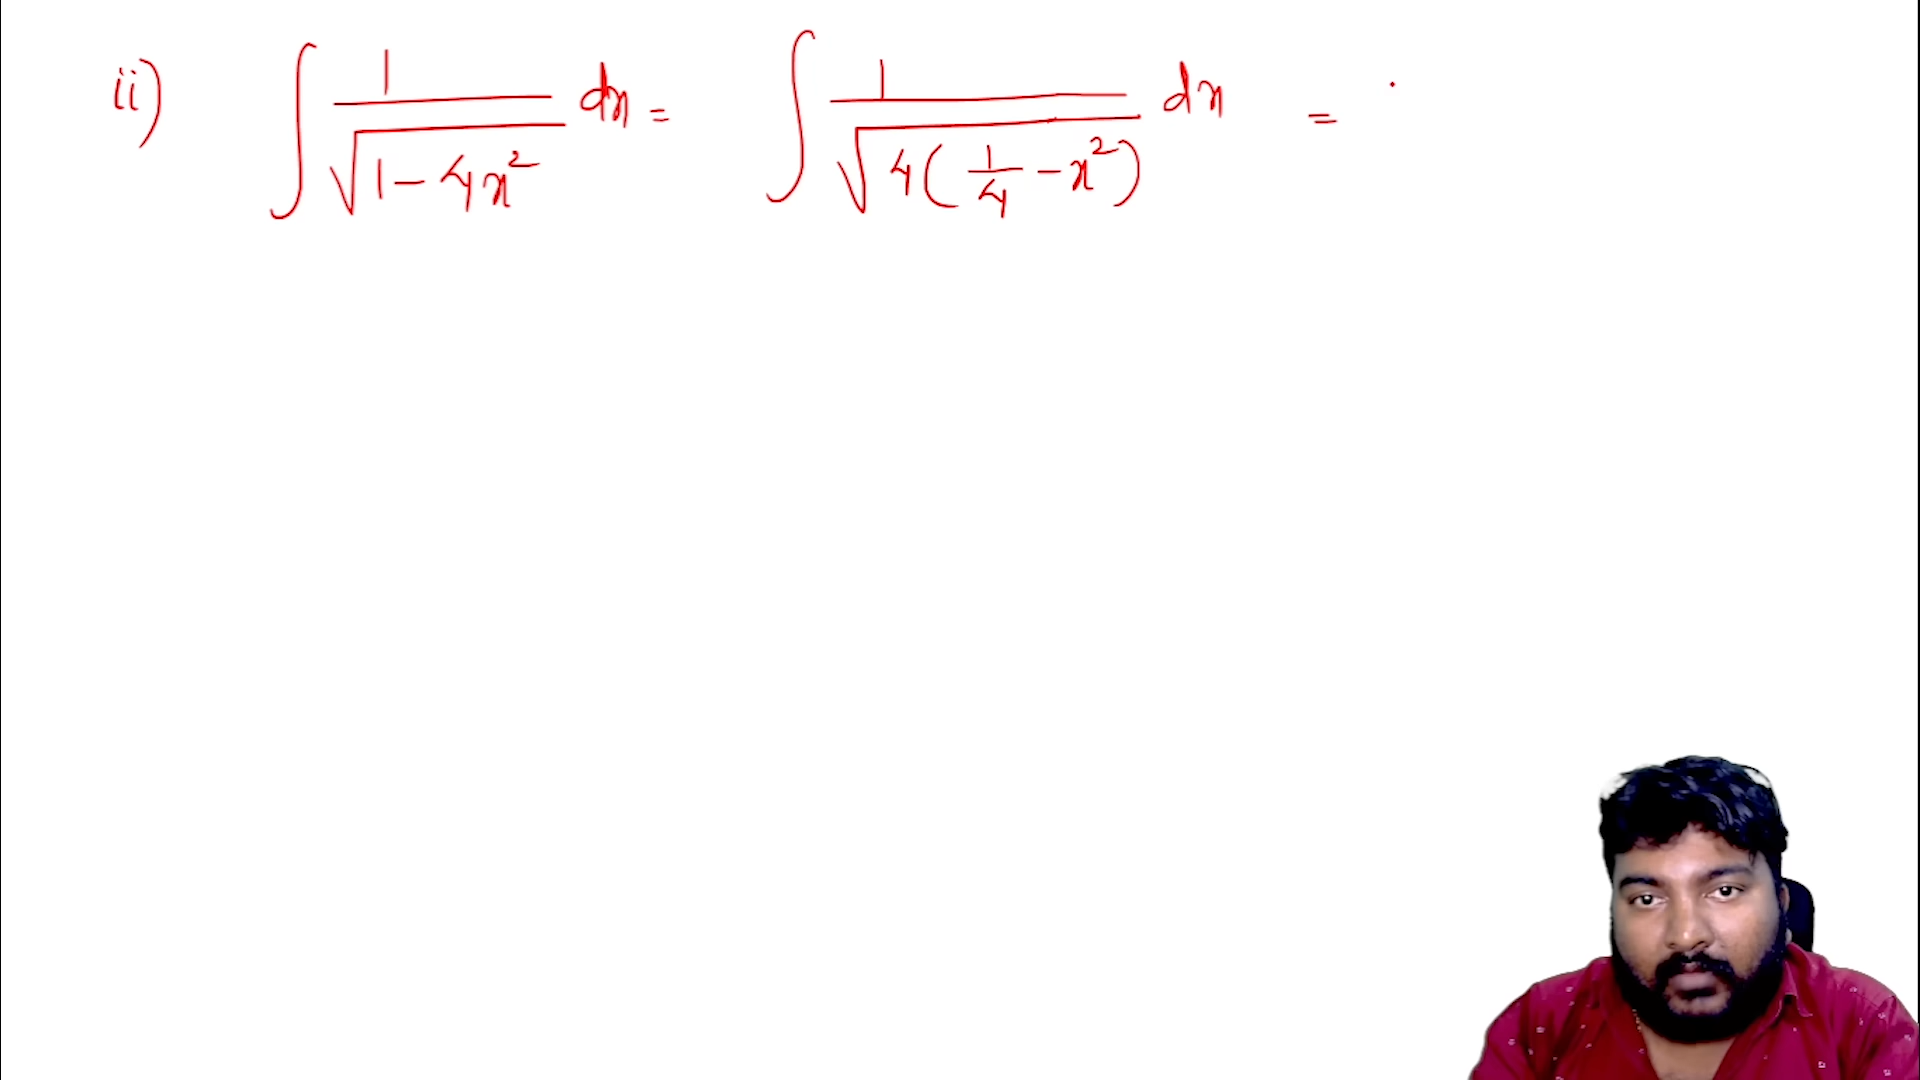 ii) ∫ 1/√(1-4x²) dx = ∫ 1/√(4(1/4-x²)) dx =